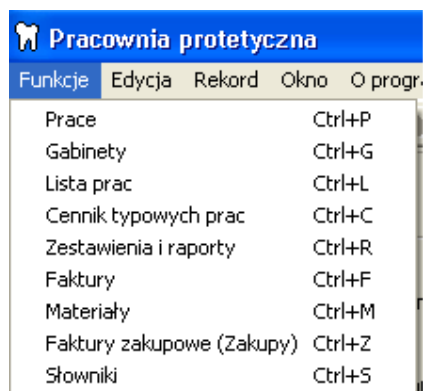 Pracownia protetyczna
Funkcje Edycja Rekord Okno O progr
Prace Ctrl+P
Gabinety Ctrl+G
Lista prac Ctrl+L
Cennik typowych prac Ctrl+C
Zestawienia i raporty Ctrl+R
Faktury Ctrl+F
Materiały Ctrl+M
Faktury zakupowe (Zakupy) Ctrl+Z
Słowniki Ctrl+S